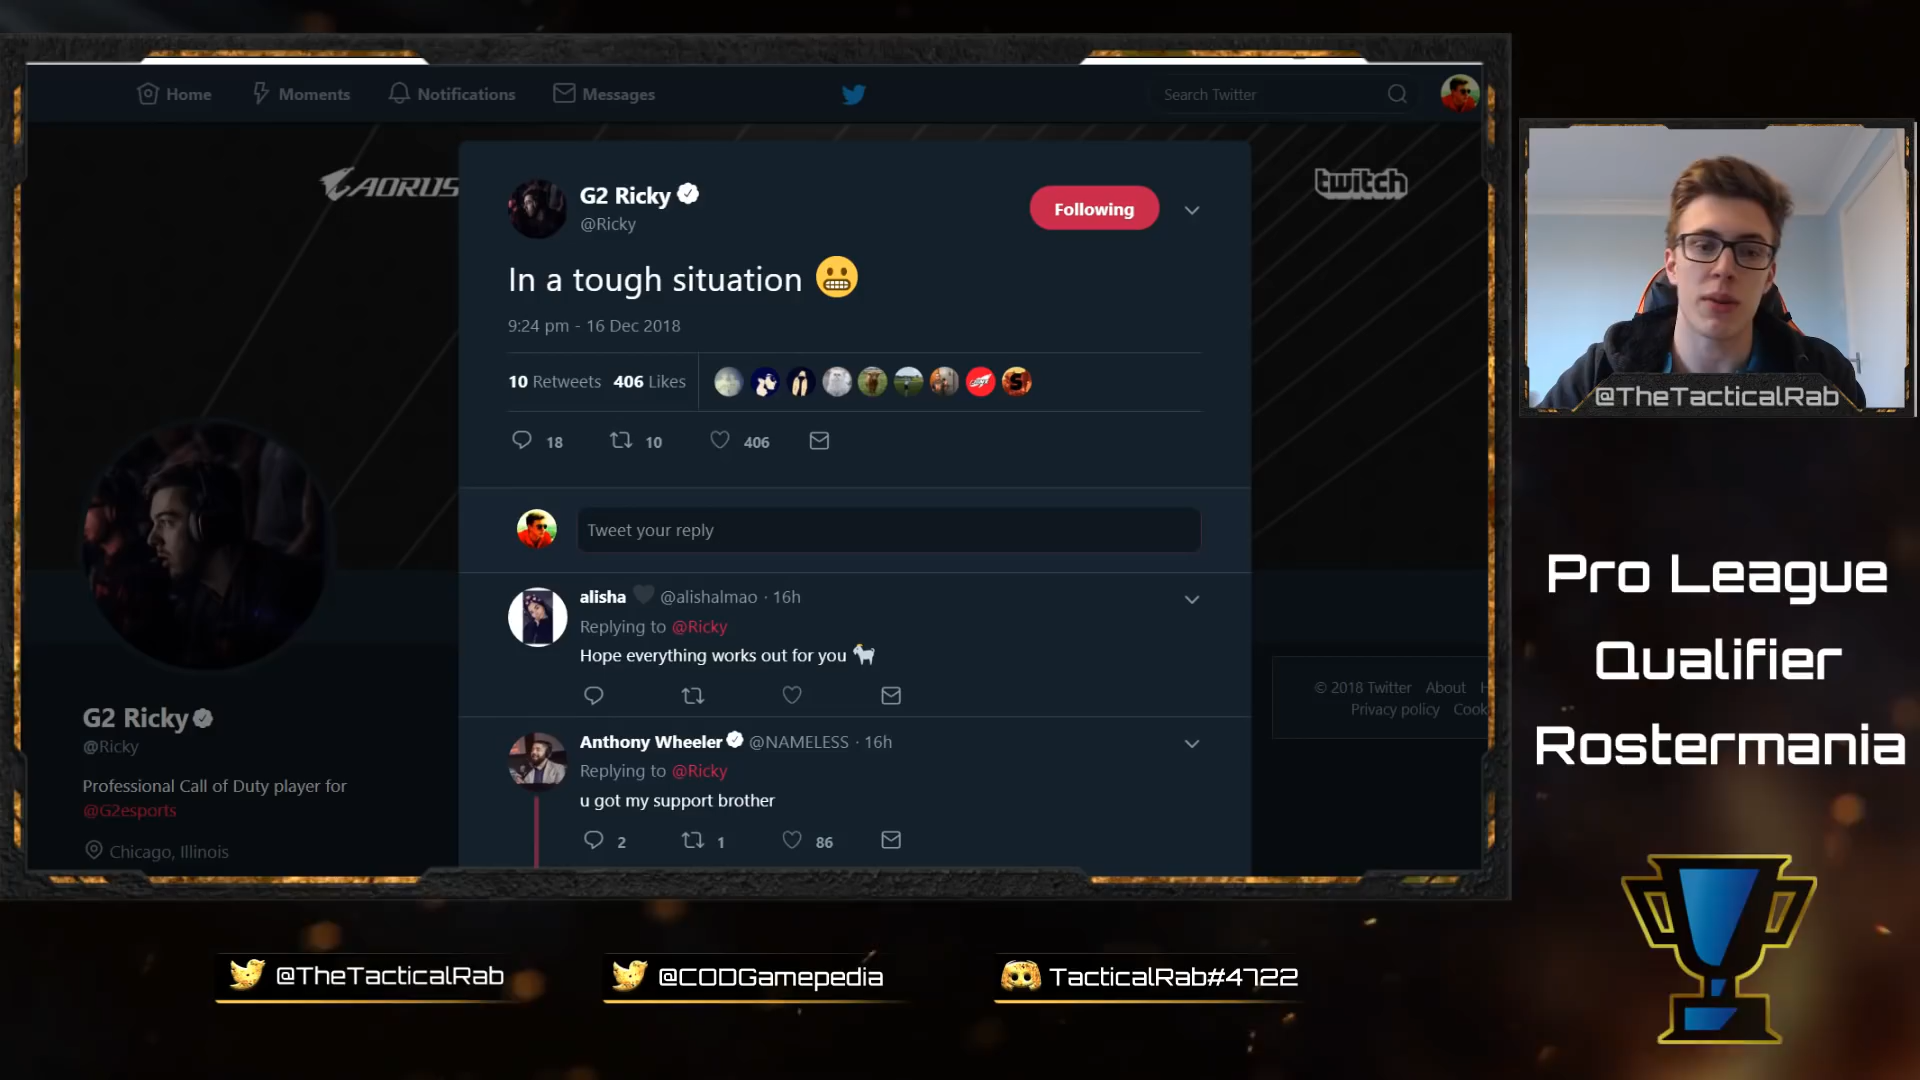 Home
Moments
Notifications
Messages
Search Twitter
AORUS
twitch
G2 Ricky
@Ricky
Following
In a tough situation 😬
9:24 pm - 16 Dec 2018
10 Retweets 406 Likes
18 10 406
Tweet your reply
alisha 🖤 @alishalmao · 16h
Replying to @Ricky
Hope everything works out for you 🐐
Anthony Wheeler @NAMELESS · 16h
Replying to @Ricky
u got my support brother
2 1 86
G2 Ricky
@Ricky
Professional Call of Duty player for
@G2esports
Chicago, Illinois
© 2018 Twitter About H
Privacy policy Cook
@TheTacticalRab
Pro League
Qualifier
Rostermania
@TheTacticalRab
@CODGamepedia
TacticalRab#4722